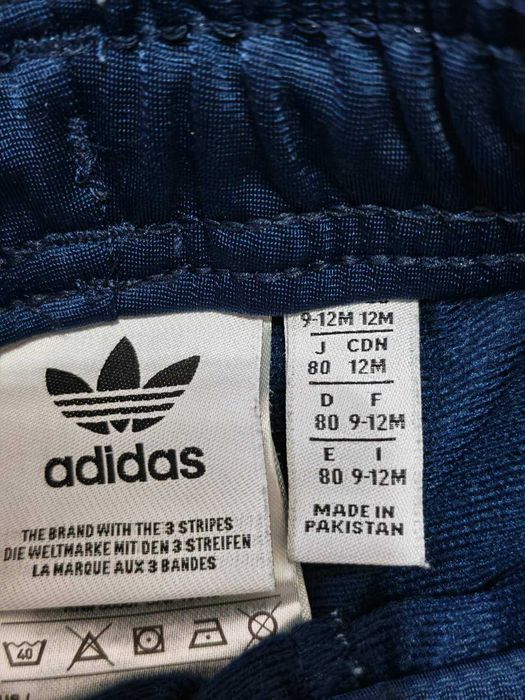 adidas
THE BRAND WITH THE 3 STRIPES
DIE WELTMARKE MIT DEN 3 STREIFEN
LA MARQUE AUX 3 BANDES
40
9-12M 12M
J CDN
80 12M
D F
80 9-12M
E I
80 9-12M
MADE IN
PAKISTAN